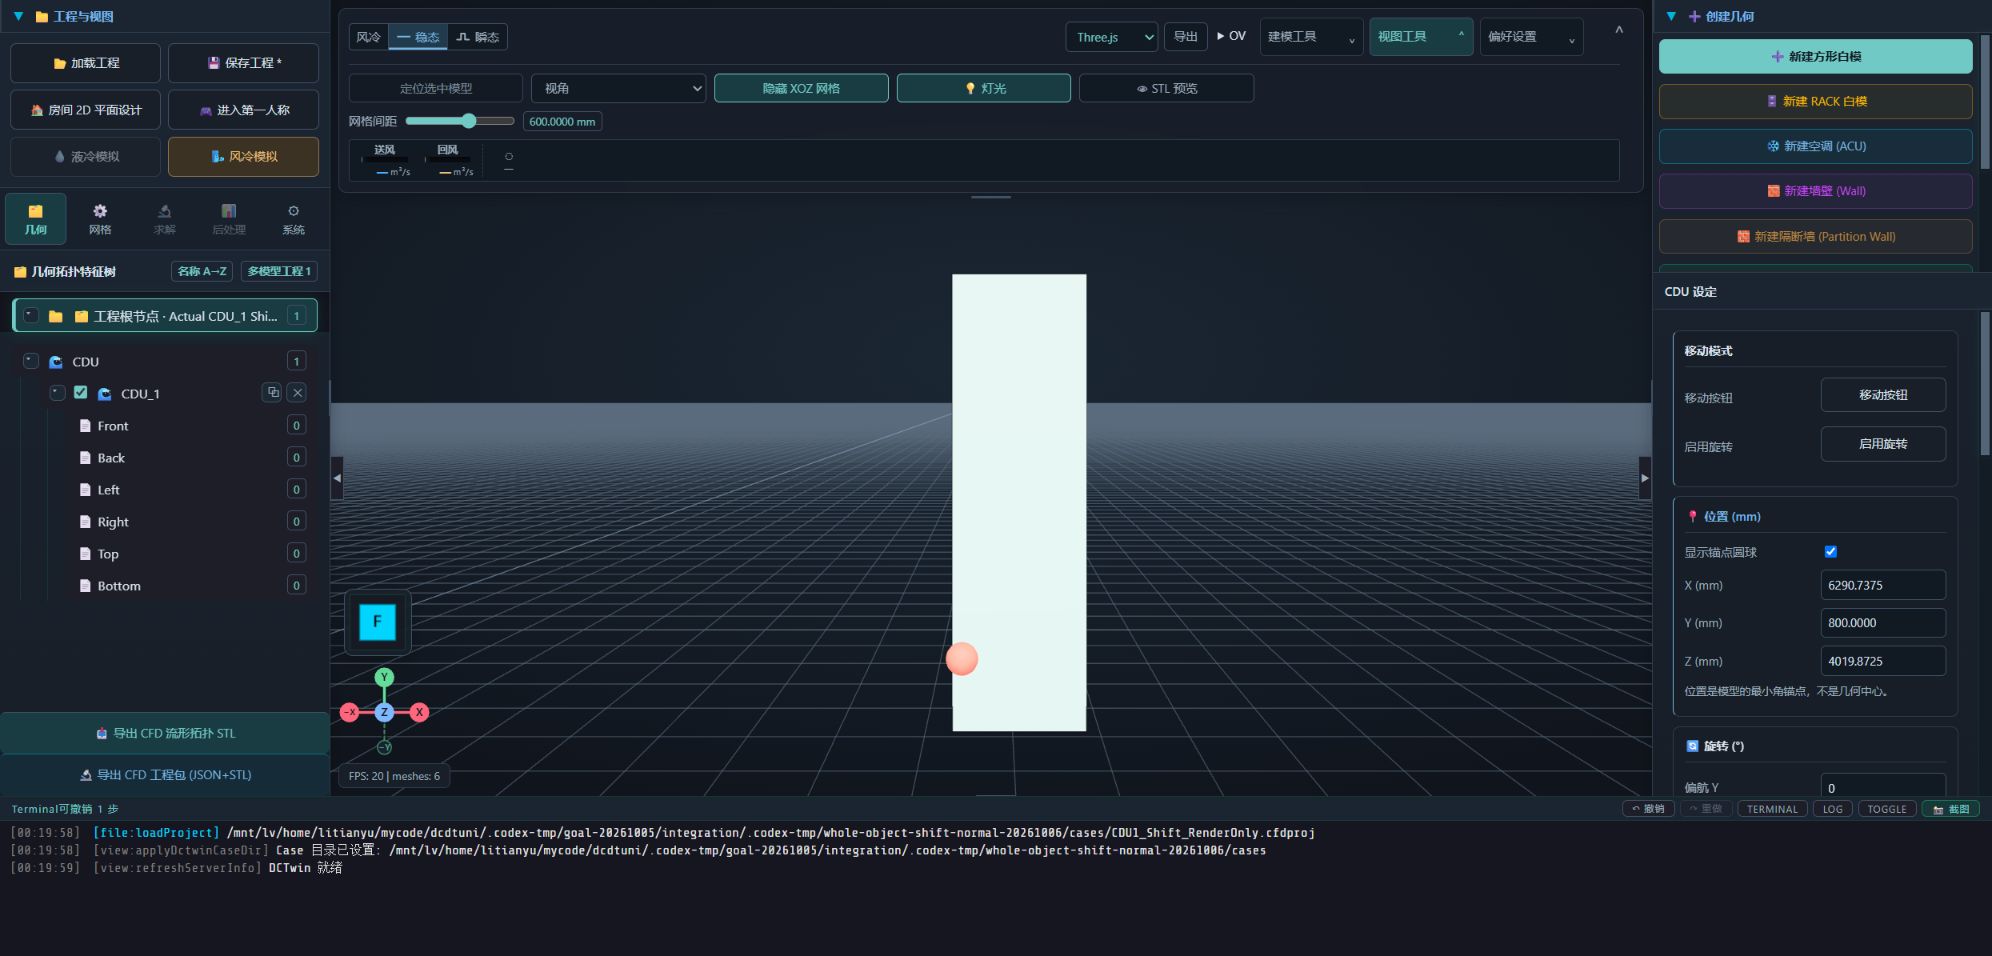 ▼ 工程与视图
加载工程
保存工程 *
房间 2D 平面设计
进入第一人称
液冷模拟
风冷模拟
几何
网格
求解
后处理
系统
几何拓扑特征树
名称 A→Z
多模型工程 1
工程根节点 · Actual CDU_1 Shi...
1
CDU
1
CDU_1
Front
0
Back
0
Left
0
Right
0
Top
0
Bottom
0
导出 CFD 流形拓扑 STL
导出 CFD 工程包 (JSON+STL)
风冷
稳态
瞬态
Three.js
导出
▶ OV
建模工具
视图工具
偏好设置
定位选中模型
视角
隐藏 XOZ 网格
灯光
STL 预览
网格间距
600.0000 mm
送风
— m³/s
回风
— m³/s
—
F
Y
-X
Z
X
-Y
FPS: 20 | meshes: 6
▼ 创建几何
新建方形白模
新建 RACK 白模
新建空调 (ACU)
新建墙壁 (Wall)
新建隔断墙 (Partition Wall)
CDU 设定
移动模式
移动按钮
移动按钮
启用旋转
启用旋转
位置 (mm)
显示锚点圆球
X (mm)
6290.7375
Y (mm)
800.0000
Z (mm)
4019.8725
位置是模型的最小角锚点，不是几何中心。
旋转 (°)
偏航 Y
0
Terminal可撤销 1 步
撤销
重做
TERMINAL
LOG
TOGGLE
截图
[00:19:58] [file:loadProject] /mnt/lv/home/litianyu/mycode/dcdtuni/.codex-tmp/goal-20261005/integration/.codex-tmp/whole-object-shift-normal-20261006/cases/CDU1_Shift_RenderOnly.cfdproj
[00:19:58] [view:applyDctwinCaseDir] Case 目录已设置: /mnt/lv/home/litianyu/mycode/dcdtuni/.codex-tmp/goal-20261005/integration/.codex-tmp/whole-object-shift-normal-20261006/cases
[00:19:59] [view:refreshServerInfo] DCTwin 就绪